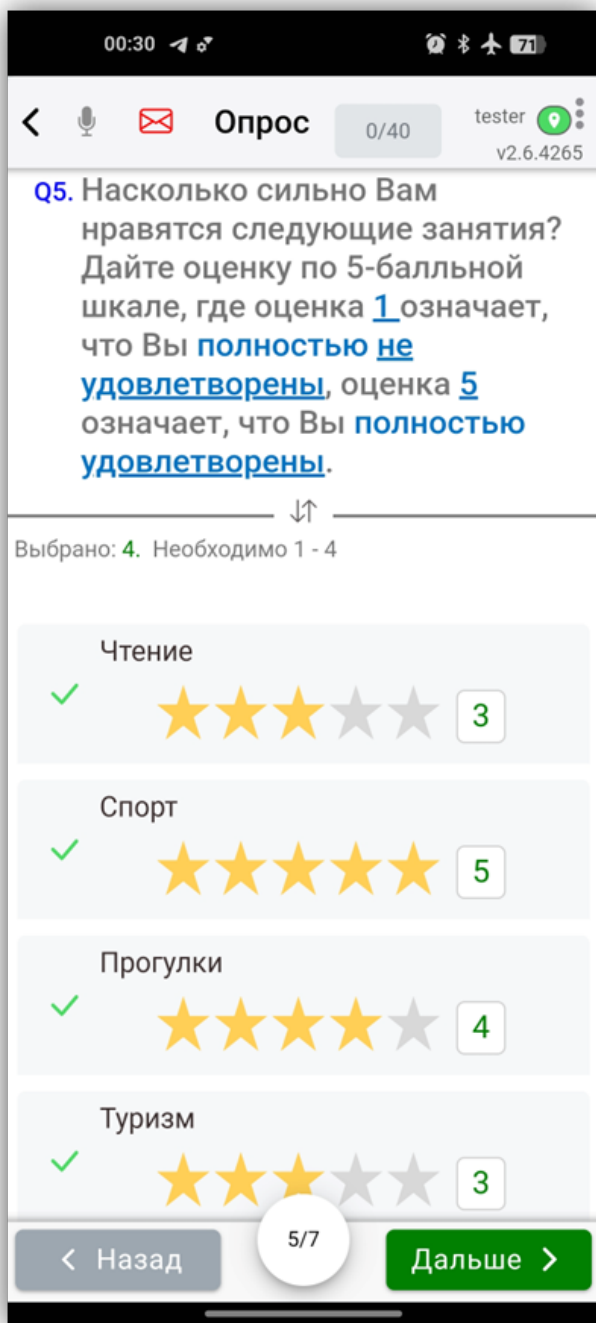 00:30 71
Опрос 0/40 tester
v2.6.4265
Q5. Насколько сильно Вам
нравятся следующие занятия?
Дайте оценку по 5-балльной
шкале, где оценка 1 означает,
что Вы полностью не
удовлетворены, оценка 5
означает, что Вы полностью
удовлетворены.
Выбрано: 4. Необходимо 1 - 4
Чтение
3
Спорт
5
Прогулки
4
Туризм
3
Назад 5/7 Дальше